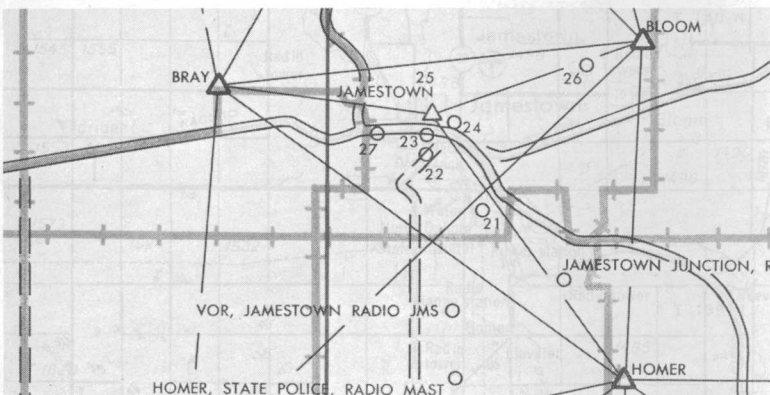 BLOOM
BRAY
25
26
JAMESTOWN
24
27
23
22
21
JAMESTOWN JUNCTION, R
VOR, JAMESTOWN RADIO JMS
HOMER
HOMER, STATE POLICE, RADIO MAST